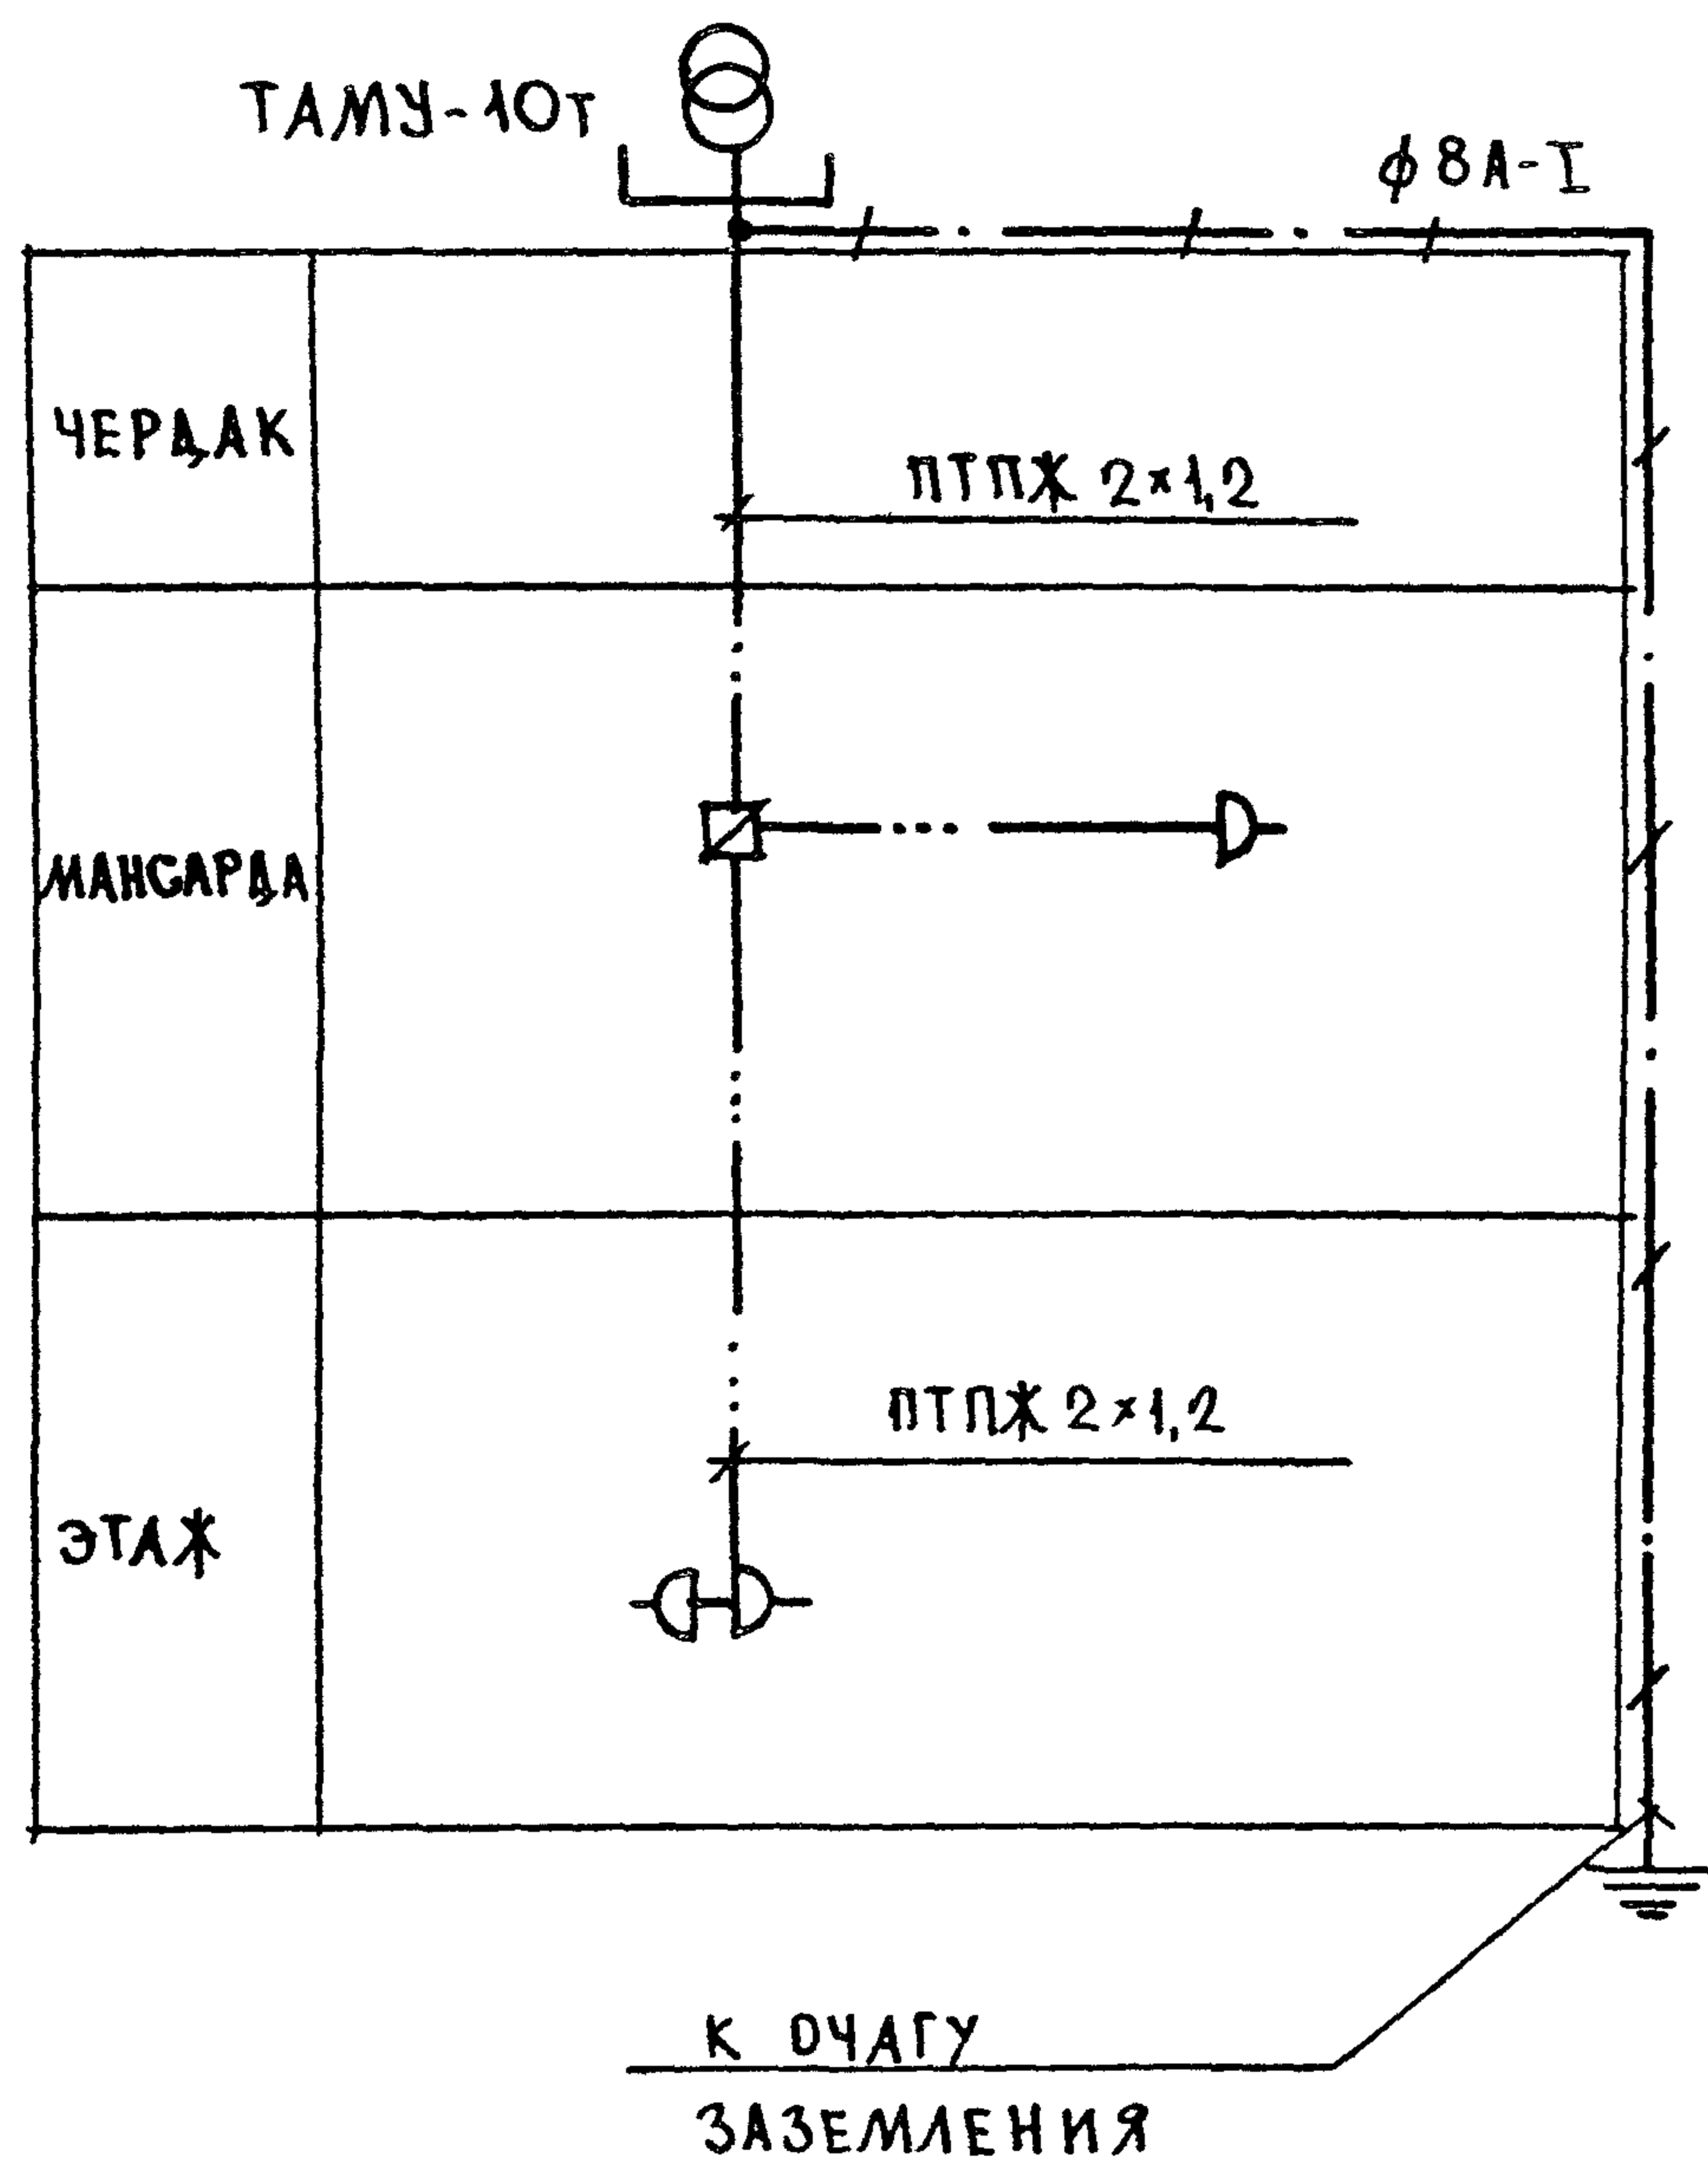 ТАМУ-10т
ф8А-I
ЧЕРДАК
ПТПЖ 2×1,2
МАНСАРДА
ПТПЖ 2×1,2
ЭТАЖ
К ОЧАГУ
ЗАЗЕМЛЕНИЯ